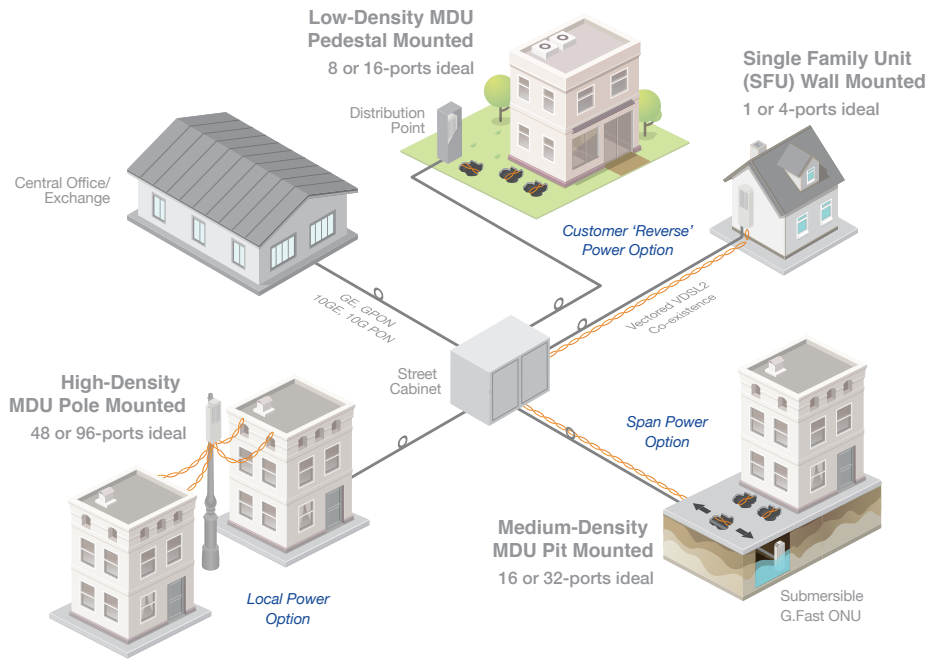 Low-Density MDU
Pedestal Mounted
8 or 16-ports ideal
Distribution
Point
Single Family Unit
(SFU) Wall Mounted
1 or 4-ports ideal
Central Office/
Exchange
Customer ‘Reverse’
Power Option
GE, GPON
10GE, 10G PON
Vectored VDSL2
Co-existence
Street
Cabinet
High-Density
MDU Pole Mounted
48 or 96-ports ideal
Span Power
Option
Medium-Density
MDU Pit Mounted
16 or 32-ports ideal
Local Power
Option
Submersible
G.Fast ONU